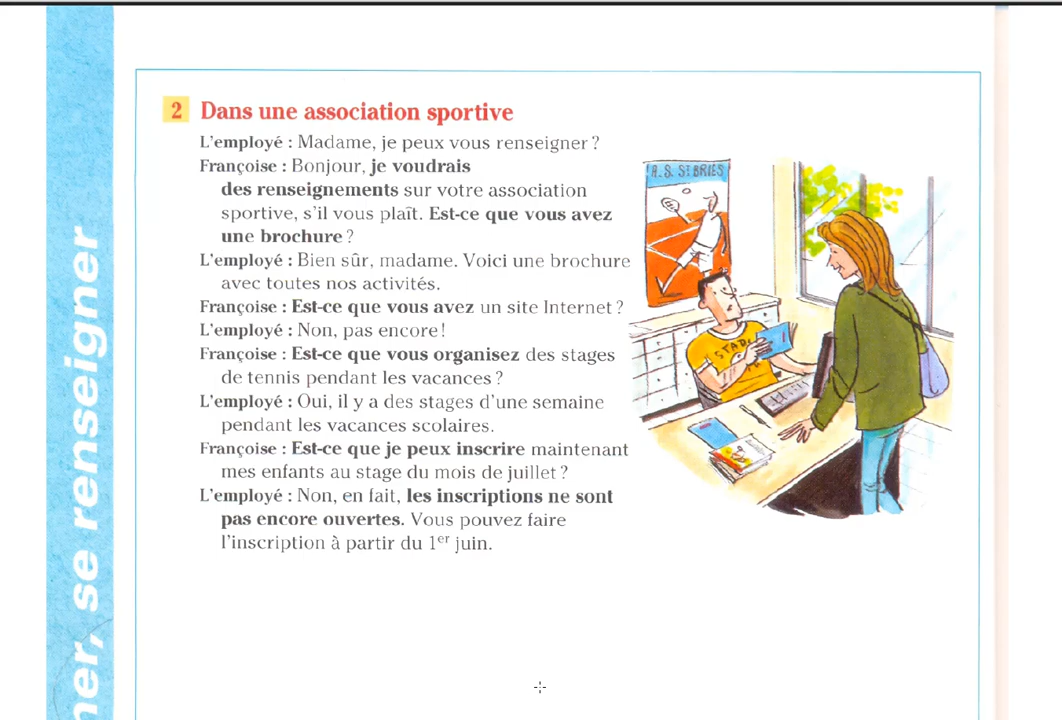 2 Dans une association sportive
L'employé : Madame, je peux vous renseigner ?
Françoise : Bonjour, je voudrais
des renseignements sur votre association
sportive, s'il vous plaît. Est-ce que vous avez
une brochure ?
L'employé : Bien sûr, madame. Voici une brochure
avec toutes nos activités.
Françoise : Est-ce que vous avez un site Internet ?
L'employé : Non, pas encore !
Françoise : Est-ce que vous organisez des stages
de tennis pendant les vacances ?
L'employé : Oui, il y a des stages d'une semaine
pendant les vacances scolaires.
Françoise : Est-ce que je peux inscrire maintenant
mes enfants au stage du mois de juillet ?
L'employé : Non, en fait, les inscriptions ne sont
pas encore ouvertes. Vous pouvez faire
l'inscription à partir du 1er juin.
A.S. ST BRIES
STADE
ner, se renseigner